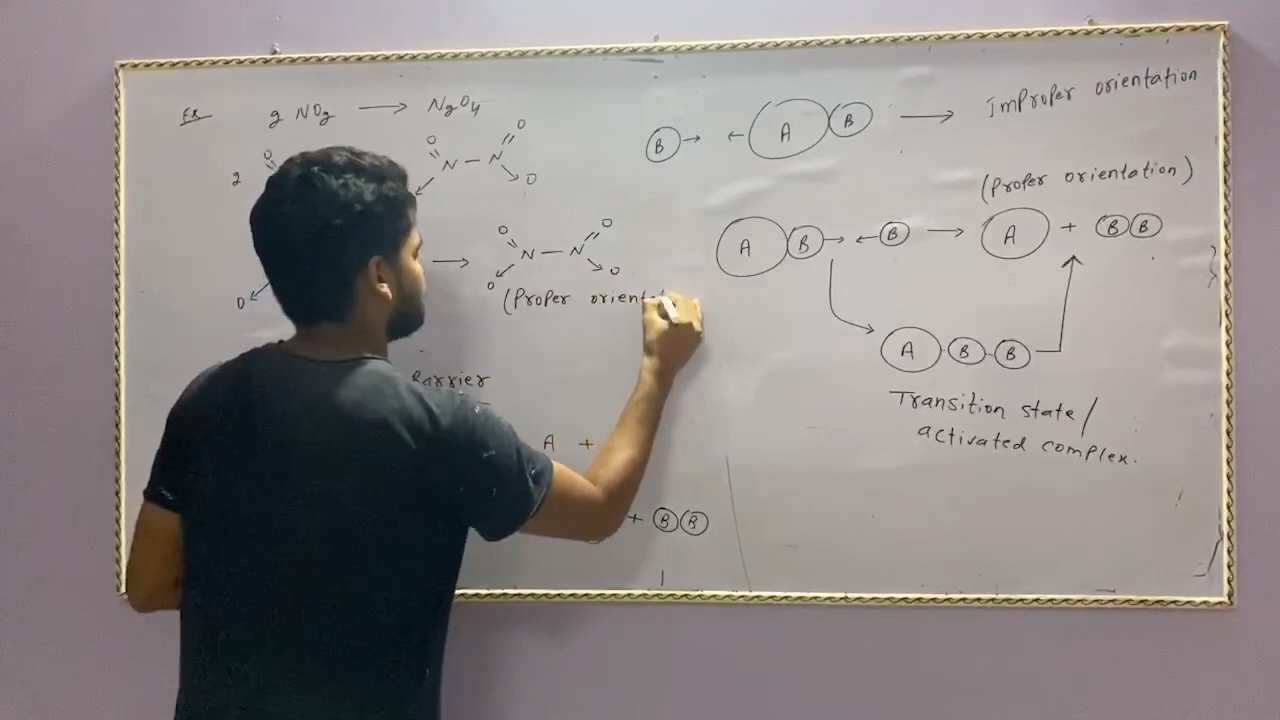 Ex 2 NO2 → N2O4
O O
2 N — N
O
O O
→ N — N
O O
O
(Proper orient
Barrier
A +
+ B B
B → ← A B → Improper orientation
(Proper orientation)
A B → ← B → A + B B
A B B
Transition state/
activated complex.